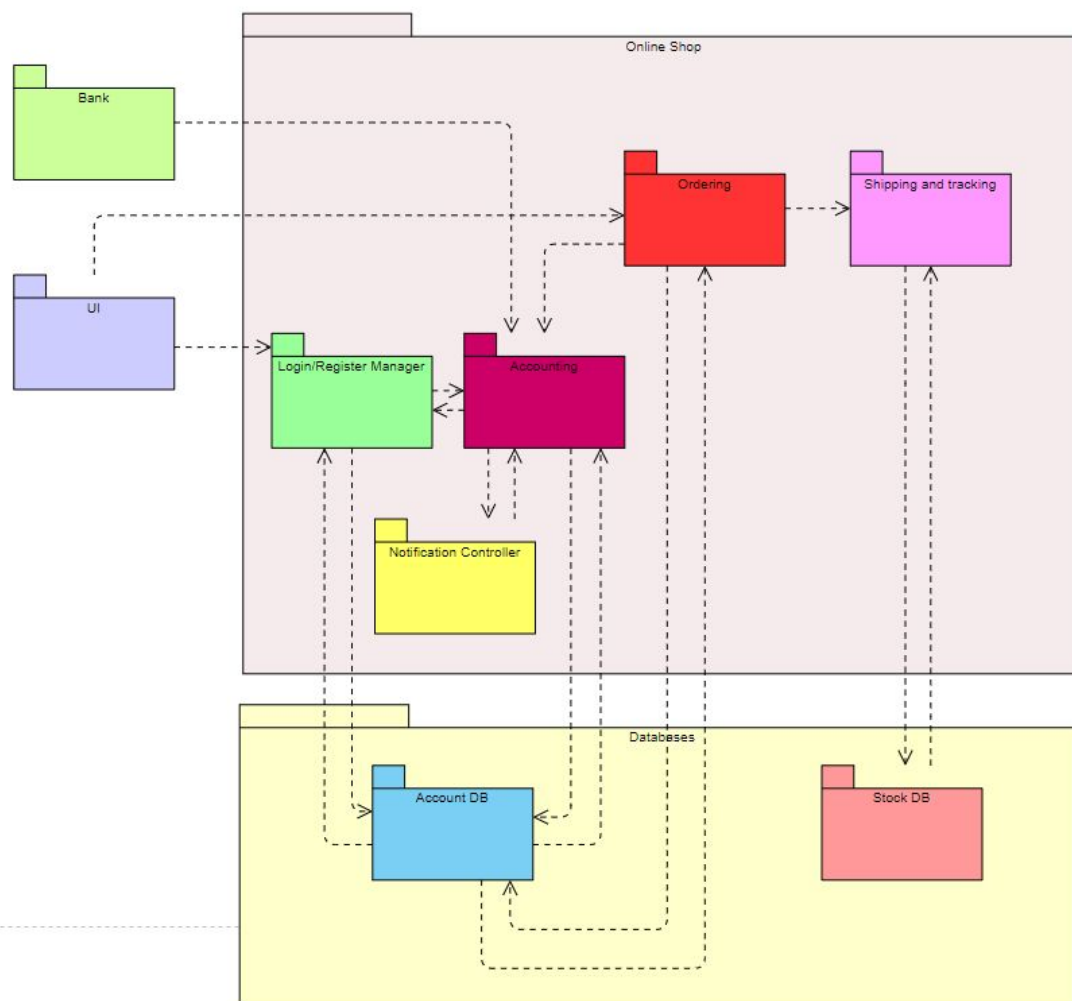 Online Shop
Bank
Ordering
Shipping and tracking
UI
Login/Register Manager
Accounting
Notification Controller
Databases
Account DB
Stock DB